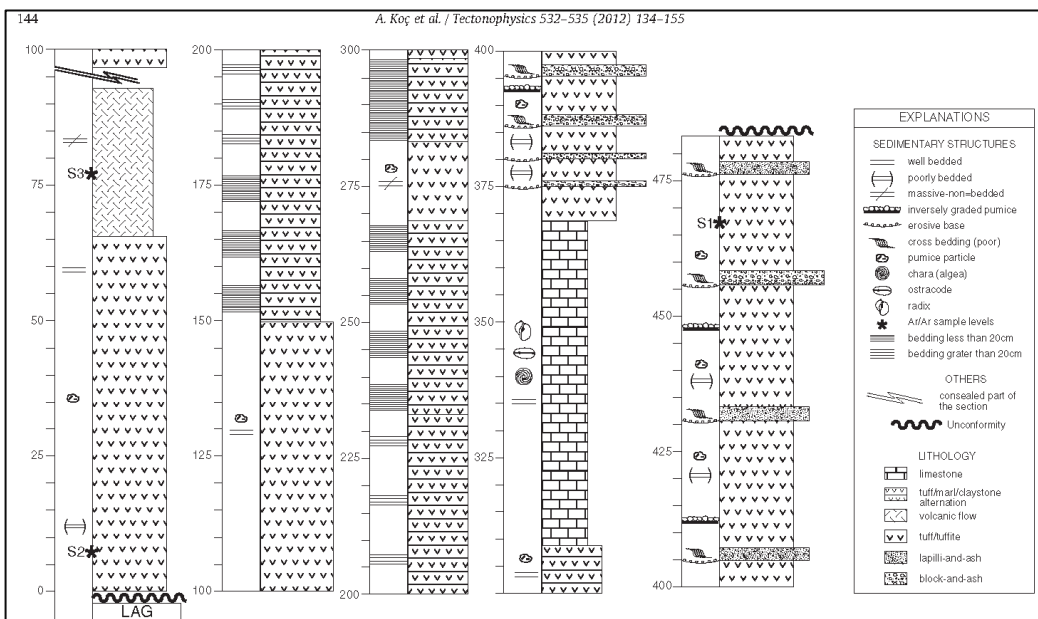 144
A. Koç et al. / Tectonophysics 532–535 (2012) 134–155
100
75
50
25
0
S3
S2
LAG
200
175
150
125
100
300
275
250
225
200
400
375
350
325
475
450
425
400
S1
EXPLANATIONS
SEDIMENTARY STRUCTURES
well bedded
poorly bedded
massive-non=bedded
inversely graded pumice
erosive base
cross bedding (poor)
pumice particle
chara (algea)
ostracode
radix
Ar/Ar sample levels
bedding less than 20cm
bedding grater than 20cm
OTHERS
consealed part of
the section
Unconformity
LITHOLOGY
limestone
tuff/marl/claystone
alternation
volcanic flow
tuff/tuffite
lapilli-and-ash
block-and-ash